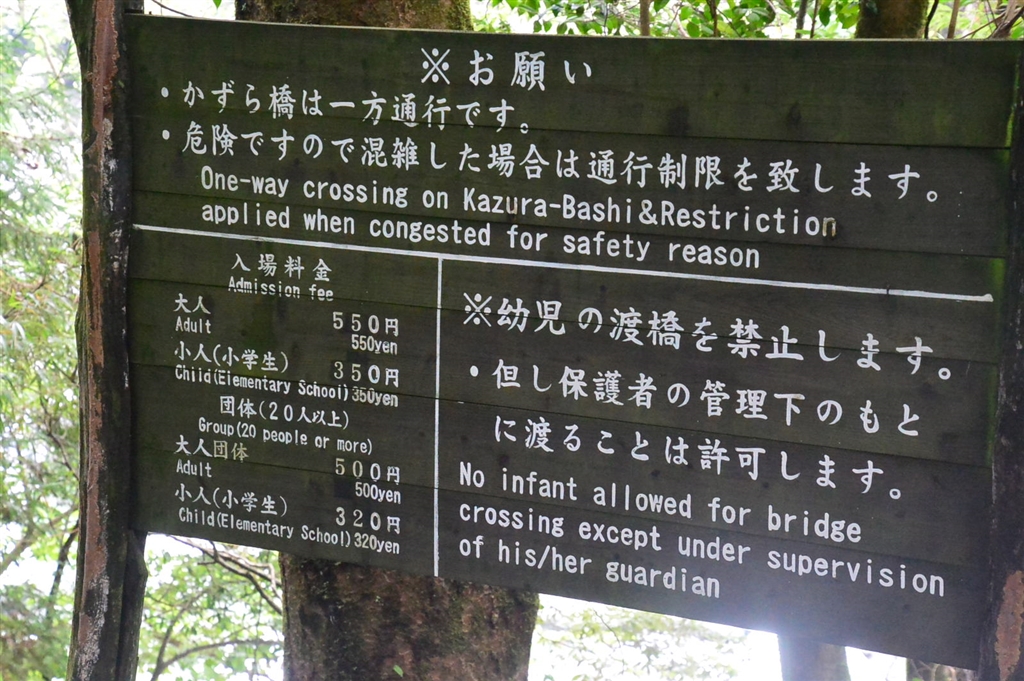 ※お願い
・かずら橋は一方通行です。
・危険ですので混雑した場合は通行制限を致します。
One-way crossing on Kazura-Bashi&Restriction
applied when congested for safety reason
入場料金
Admission fee
大人 550円
Adult 550yen
小人(小学生) 350円
Child(Elementary School) 350yen
団体(20人以上)
Group(20 people or more)
大人団体 500円
Adult 500yen
小人(小学生) 320円
Child(Elementary School) 320yen
※幼児の渡橋を禁止します。
・但し保護者の管理下のもと
に渡ることは許可します。
No infant allowed for bridge
crossing except under supervision
of his/her guardian